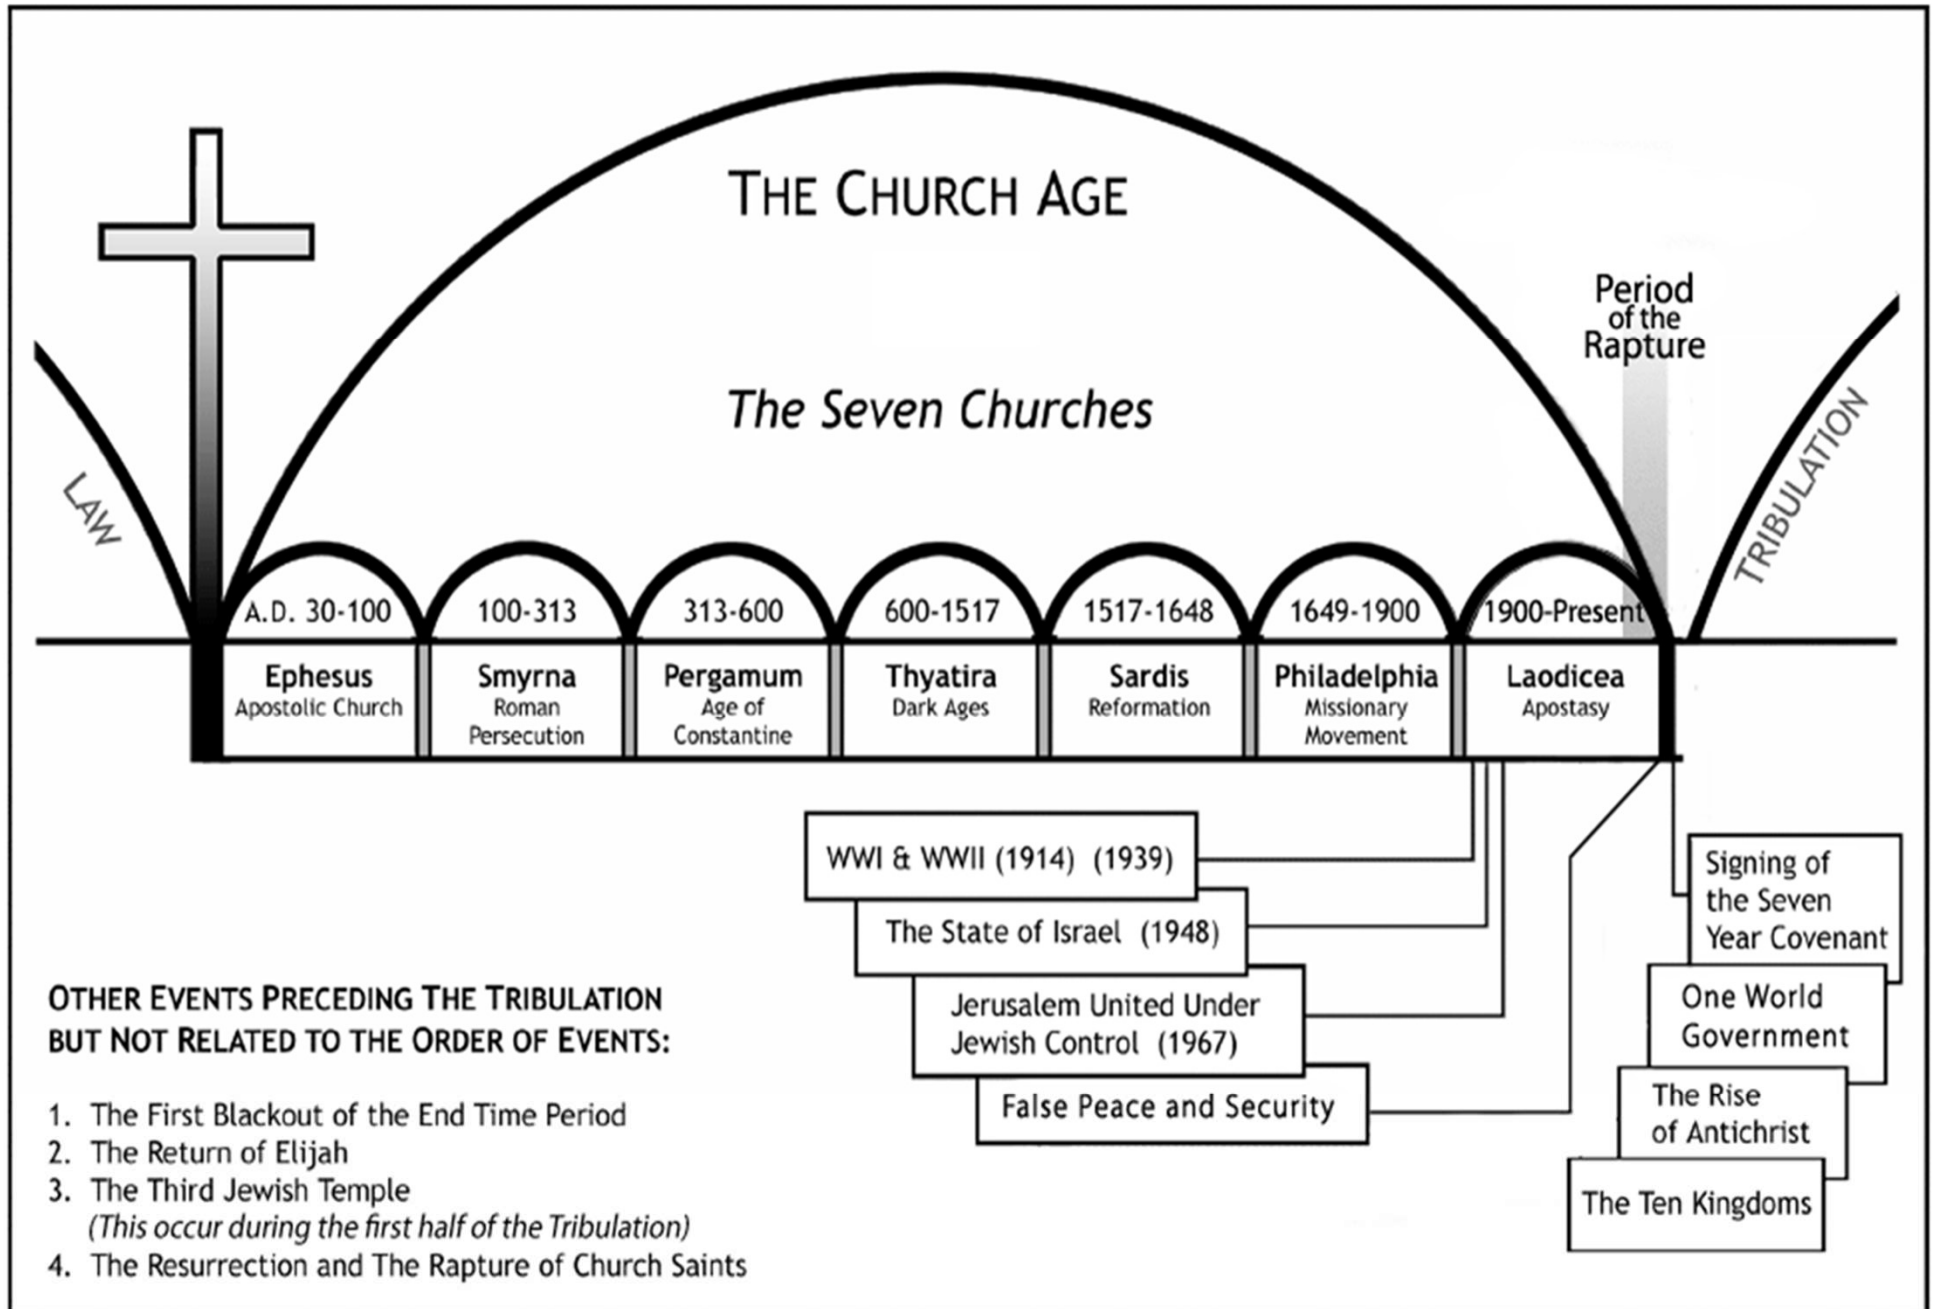 THE CHURCH AGE
The Seven Churches
Period
of the
Rapture
LAW
TRIBULATION
A.D. 30-100
100-313
313-600
600-1517
1517-1648
1649-1900
1900-Present
Ephesus
Apostolic Church
Smyrna
Roman
Persecution
Pergamum
Age of
Constantine
Thyatira
Dark Ages
Sardis
Reformation
Philadelphia
Missionary
Movement
Laodicea
Apostasy
WWI & WWII (1914) (1939)
The State of Israel (1948)
Jerusalem United Under
Jewish Control (1967)
False Peace and Security
Signing of
the Seven
Year Covenant
One World
Government
The Rise
of Antichrist
The Ten Kingdoms
OTHER EVENTS PRECEDING THE TRIBULATION
BUT NOT RELATED TO THE ORDER OF EVENTS:
1. The First Blackout of the End Time Period
2. The Return of Elijah
3. The Third Jewish Temple
(This occur during the first half of the Tribulation)
4. The Resurrection and The Rapture of Church Saints